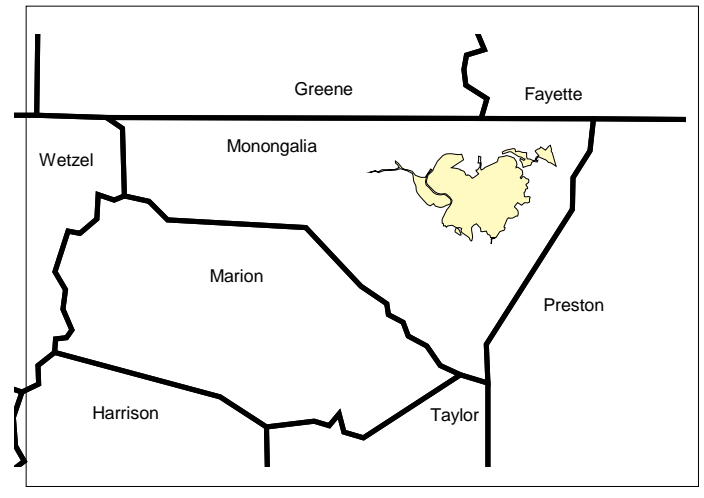 Greene
Fayette
Monongalia
Wetzel
Marion
Preston
Harrison
Taylor